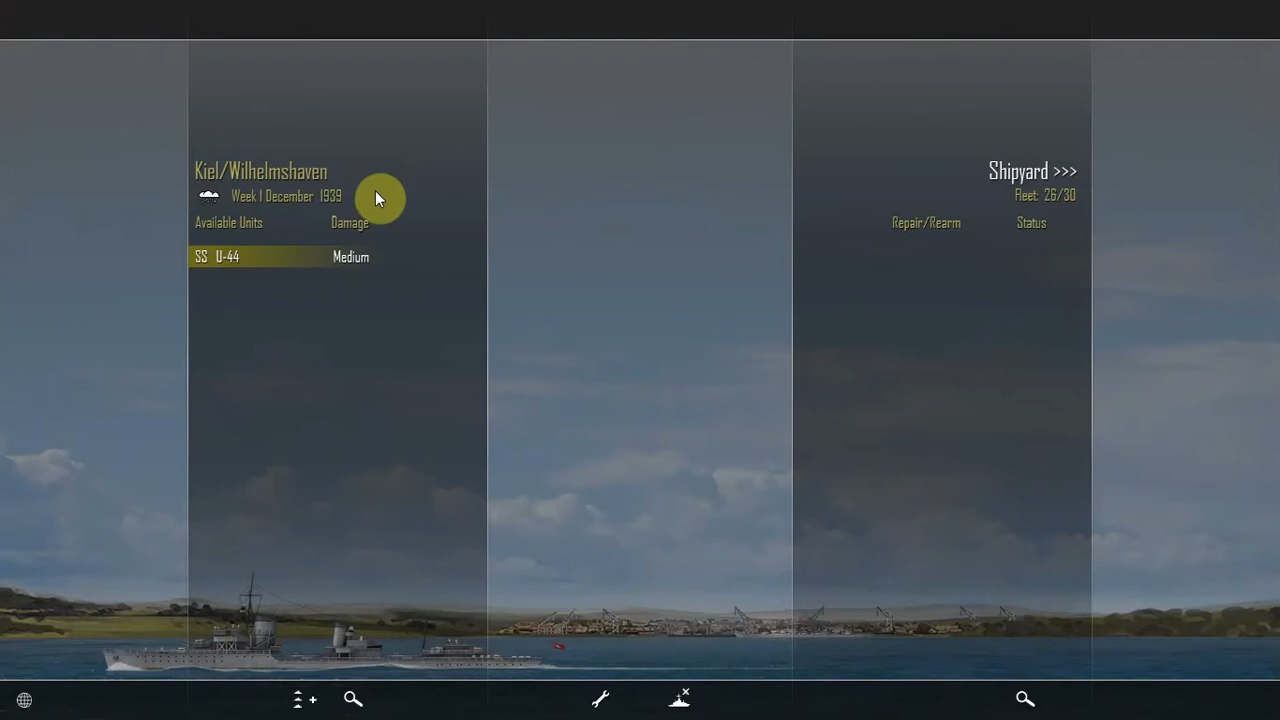 Kiel/Wilhelmshaven
Week 1 December 1939
Available Units Damage
SS U-44 Medium
Shipyard >>>
Fleet: 26/30
Repair/Rearm Status